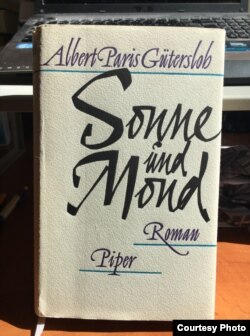 Albert Paris Gütersloh
Sonne
und
Mond
Roman
Piper
Courtesy Photo